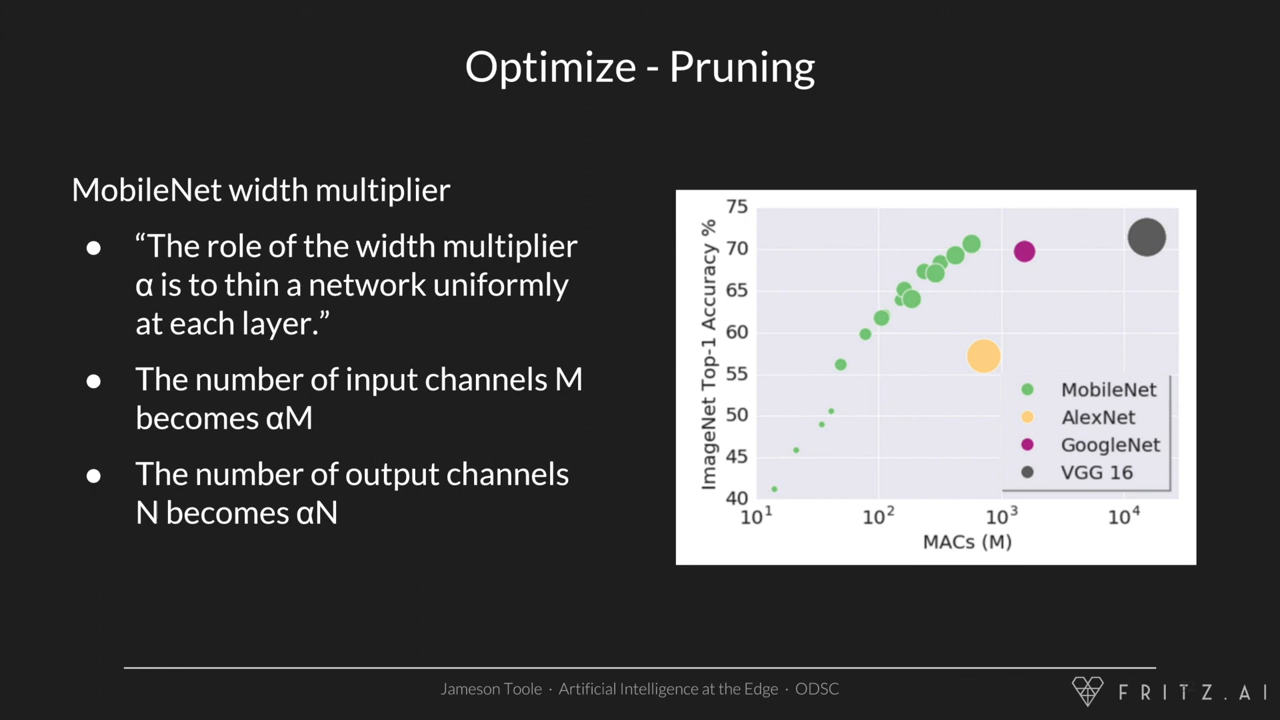 Optimize - Pruning
MobileNet width multiplier
● “The role of the width multiplier
α is to thin a network uniformly
at each layer.”
● The number of input channels M
becomes αM
● The number of output channels
N becomes αN
ImageNet Top-1 Accuracy %
75
70
65
60
55
50
45
40
10¹ 10² 10³ 10⁴
MACs (M)
MobileNet
AlexNet
GoogleNet
VGG 16
Jameson Toole · Artificial Intelligence at the Edge · ODSC
FRITZ.AI